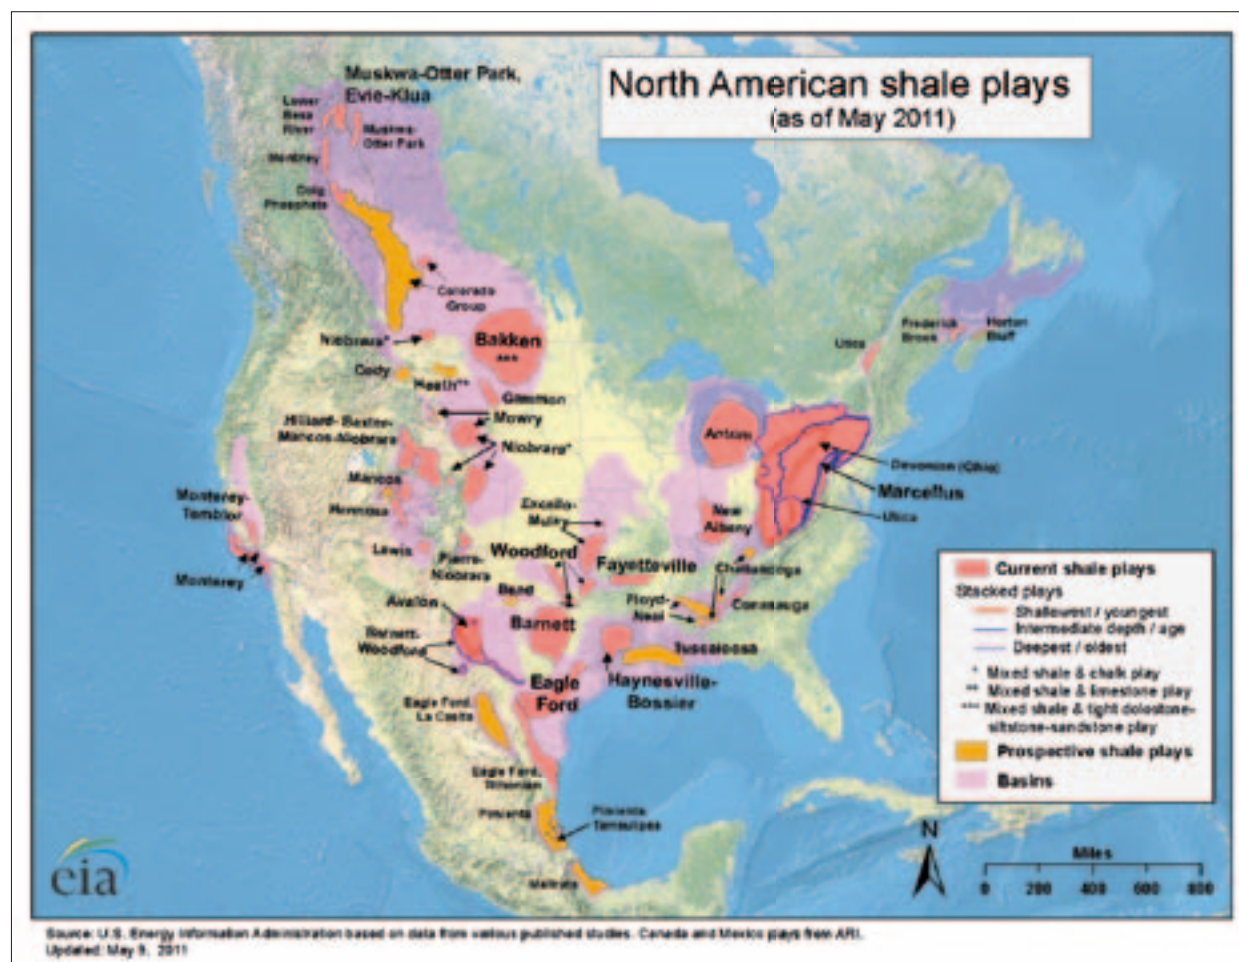 North American shale plays
(as of May 2011)
Muskwa-Otter Park,
Evie-Klua
Lower
Besa
River
Muskwa-
Otter Park
Montney
Doig
Phosphate
Colorado
Group
Niobrara*
Bakken
***
Cody
Heath**
Gammon
Mowry
Hilliard-Baxter-
Mancos-Niobrara
Niobrara*
Mancos
Hermosa
Monterey-
Temblor
Monterey
Lewis
Pierre-
Niobrara
Excello-
Mulky
Woodford
Fayetteville
Bend
Avalon
Barnett
Barnett-
Woodford
Eagle
Ford
Haynesville-
Bossier
Tuscaloosa
Floyd-
Neal
Conasauga
Chattanooga
New
Albany
Antrim
Devonian (Ohio)
Marcellus
Utica
Utica
Frederick
Brook
Horton
Bluff
Eagle Ford,
La Casita
Eagle Ford,
Tithonian
Pimienta
Pimienta,
Tamaulipas
Maltrata
Current shale plays
Stacked plays
Shallowest / youngest
Intermediate depth / age
Deepest / oldest
* Mixed shale & chalk play
** Mixed shale & limestone play
*** Mixed shale & tight dolostone-
siltstone-sandstone play
Prospective shale plays
Basins
N
Miles
0 200 400 600 800
eia
Source: U.S. Energy Information Administration based on data from various published studies. Canada and Mexico plays from ARI.
Updated: May 9, 2011